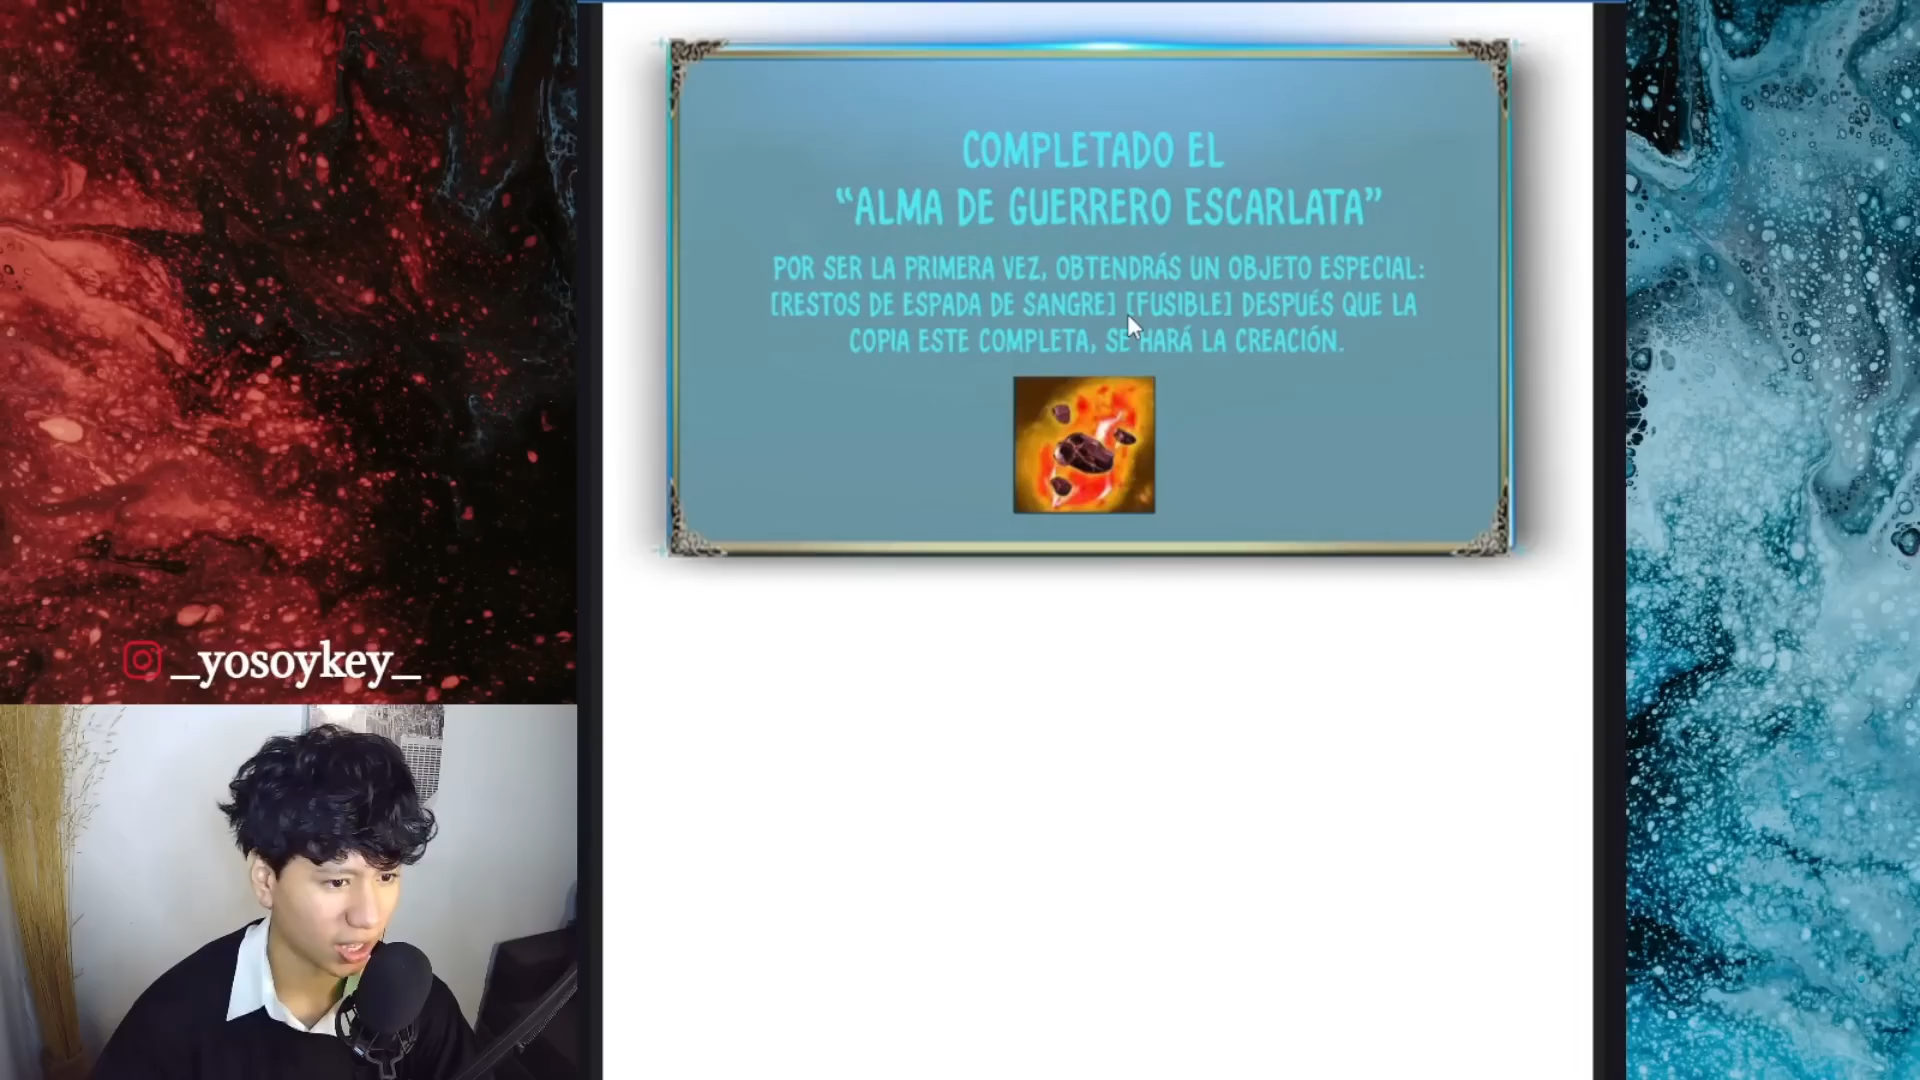 COMPLETADO EL
“ALMA DE GUERRERO ESCARLATA”
POR SER LA PRIMERA VEZ, OBTENDRÁS UN OBJETO ESPECIAL:
[RESTOS DE ESPADA DE SANGRE] [FUSIBLE] DESPUÉS QUE LA
COPIA ESTE COMPLETA, SE HARÁ LA CREACIÓN.
_yosoykey_